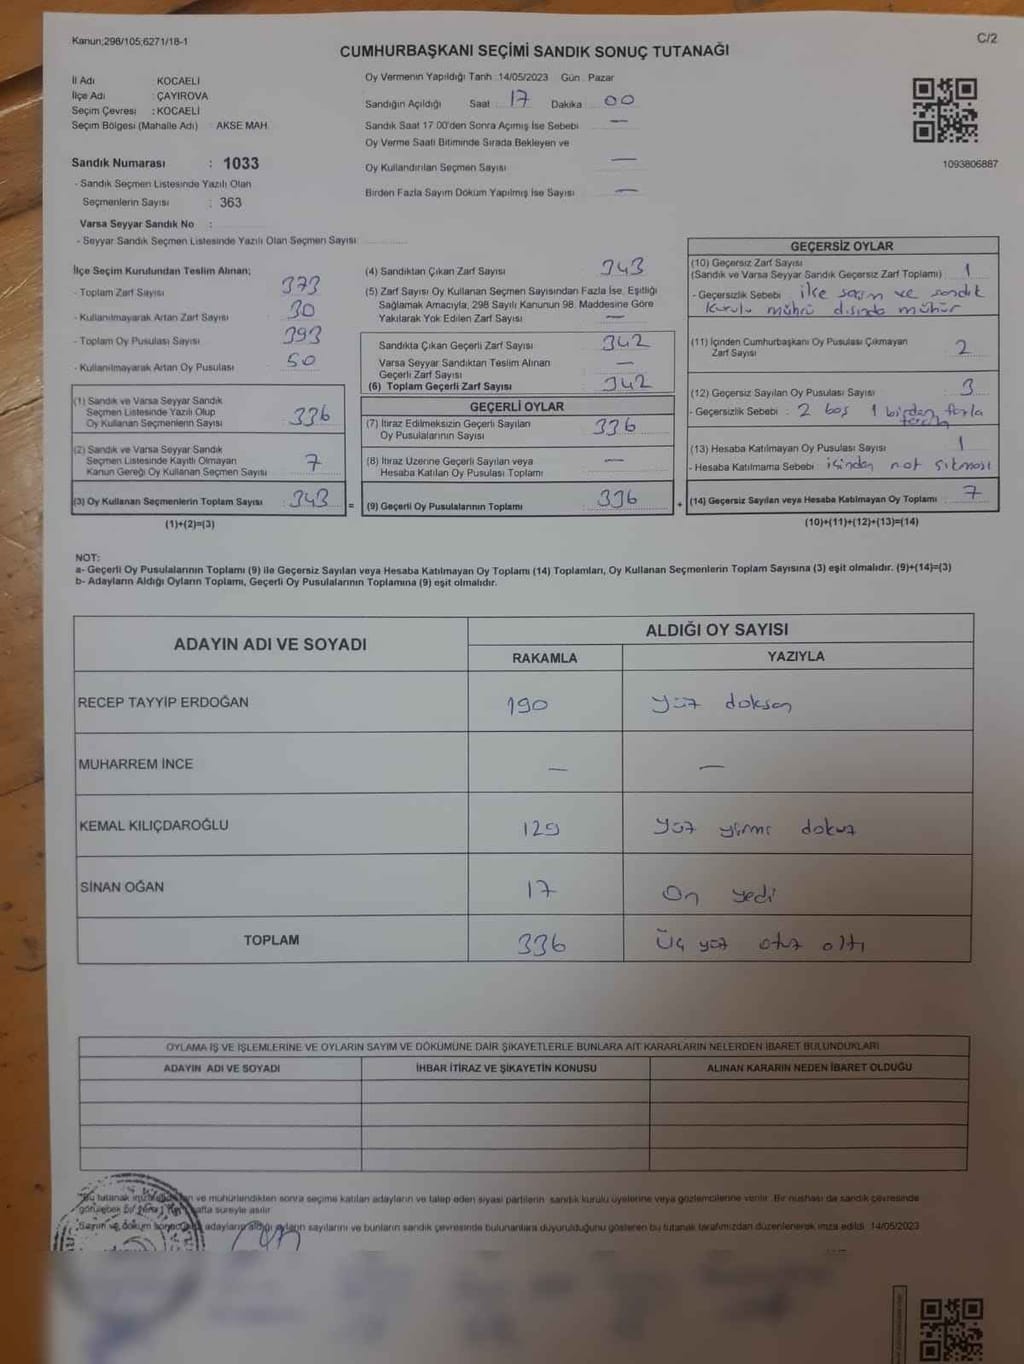 Kanun;298/105;6271/18-1
C/2
CUMHURBAŞKANI SEÇİMİ SANDIK SONUÇ TUTANAĞI
İl Adı KOCAELİ
İlçe Adı : ÇAYIROVA
Seçim Çevresi : KOCAELİ
Seçim Bölgesi (Mahalle Adı) : AKSE MAH.
Sandık Numarası : 1033
- Sandık Seçmen Listesinde Yazılı Olan
Seçmenlerin Sayısı : 363
Varsa Seyyar Sandık No :
- Seyyar Sandık Seçmen Listesinde Yazılı Olan Seçmen Sayısı
Oy Vermenin Yapıldığı Tarih :14/05/2023 Gün : Pazar
Sandığın Açıldığı Saat : 17 Dakika : 00
Sandık Saat 17.00'den Sonra Açılmış İse Sebebi —
Oy Verme Saati Bitiminde Sırada Bekleyen ve
Oy Kullandırılan Seçmen Sayısı —
Birden Fazla Sayım Döküm Yapılmış İse Sayısı —
1093806887
İlçe Seçim Kurulundan Teslim Alınan;
- Toplam Zarf Sayısı 373
- Kullanılmayarak Artan Zarf Sayısı 30
- Toplam Oy Pusulası Sayısı 393
- Kullanılmayarak Artan Oy Pusulası 50
(1) Sandık ve Varsa Seyyar Sandık
Seçmen Listesinde Yazılı Olup
Oy Kullanan Seçmenlerin Sayısı 336
(2) Sandık ve Varsa Seyyar Sandık
Seçmen Listesinde Kayıtlı Olmayan
Kanun Gereği Oy Kullanan Seçmen Sayısı 7
(3) Oy Kullanan Seçmenlerin Toplam Sayısı 343 =
(1)+(2)=(3)
(4) Sandıktan Çıkan Zarf Sayısı 343
(5) Zarf Sayısı Oy Kullanan Seçmen Sayısından Fazla İse, Eşitliği
Sağlamak Amacıyla, 298 Sayılı Kanunun 98. Maddesine Göre
Yakılarak Yok Edilen Zarf Sayısı —
Sandıkta Çıkan Geçerli Zarf Sayısı 342
Varsa Seyyar Sandıktan Teslim Alınan
Geçerli Zarf Sayısı —
(6) Toplam Geçerli Zarf Sayısı 342
GEÇERLİ OYLAR
(7) İtiraz Edilmeksizin Geçerli Sayılan
Oy Pusulalarının Sayısı 336
(8) İtiraz Üzerine Geçerli Sayılan veya
Hesaba Katılan Oy Pusulası Toplamı —
(9) Geçerli Oy Pusulalarının Toplamı 336 +
GEÇERSİZ OYLAR
(10) Geçersiz Zarf Sayısı
(Sandık ve Varsa Seyyar Sandık Geçersiz Zarf Toplamı) : 1
- Geçersizlik Sebebi : ilçe seçim ve sandık
kurulu mührü dışında mühür
(11) İçinden Cumhurbaşkanı Oy Pusulası Çıkmayan
Zarf Sayısı 2
(12) Geçersiz Sayılan Oy Pusulası Sayısı : 3
- Geçersizlik Sebebi : 2 boş 1 birden fazla
(13) Hesaba Katılmayan Oy Pusulası Sayısı : 1
- Hesaba Katılmama Sebebi : içinden not çıkması
(14) Geçersiz Sayılan veya Hesaba Katılmayan Oy Toplamı 7
(10)+(11)+(12)+(13)=(14)
NOT:
a- Geçerli Oy Pusulalarının Toplamı (9) ile Geçersiz Sayılan veya Hesaba Katılmayan Oy Toplamı (14) Toplamları, Oy Kullanan Seçmenlerin Toplam Sayısına (3) eşit olmalıdır. (9)+(14)=(3)
b- Adayların Aldığı Oyların Toplamı, Geçerli Oy Pusulalarının Toplamına (9) eşit olmalıdır.
ADAYIN ADI VE SOYADI
ALDIĞI OY SAYISI
RAKAMLA YAZIYLA
RECEP TAYYİP ERDOĞAN 190 Yüz doksan
MUHARREM İNCE — —
KEMAL KILIÇDAROĞLU 129 Yüz yirmi dokuz
SİNAN OĞAN 17 On yedi
TOPLAM 336 Üç yüz otuz altı
OYLAMA İŞ VE İŞLEMLERİNE VE OYLARIN SAYIM VE DÖKÜMÜNE DAİR ŞİKAYETLERLE BUNLARA AİT KARARLARIN NELERDEN İBARET BULUNDUKLARI
ADAYIN ADI VE SOYADI İHBAR İTİRAZ VE ŞİKAYETİN KONUSU ALINAN KARARIN NEDEN İBARET OLDUĞU
"Bu tutanak ve mühürlendikten sonra seçime katılan adayların ve talep eden siyasi partilerin sandık kurulu üyelerine veya gözlemcilerine verilir. Bir nüshası da sandık çevresinde
görülebilen bir yere 1 hafta süreyle asılır.
Sayım ve döküm adayların aldığı oyların sayılarını ve bunların sandık çevresinde bulunanlara duyurulduğunu gösteren bu tutanak tarafımızdan düzenlenerek imza edildi. 14/05/2023